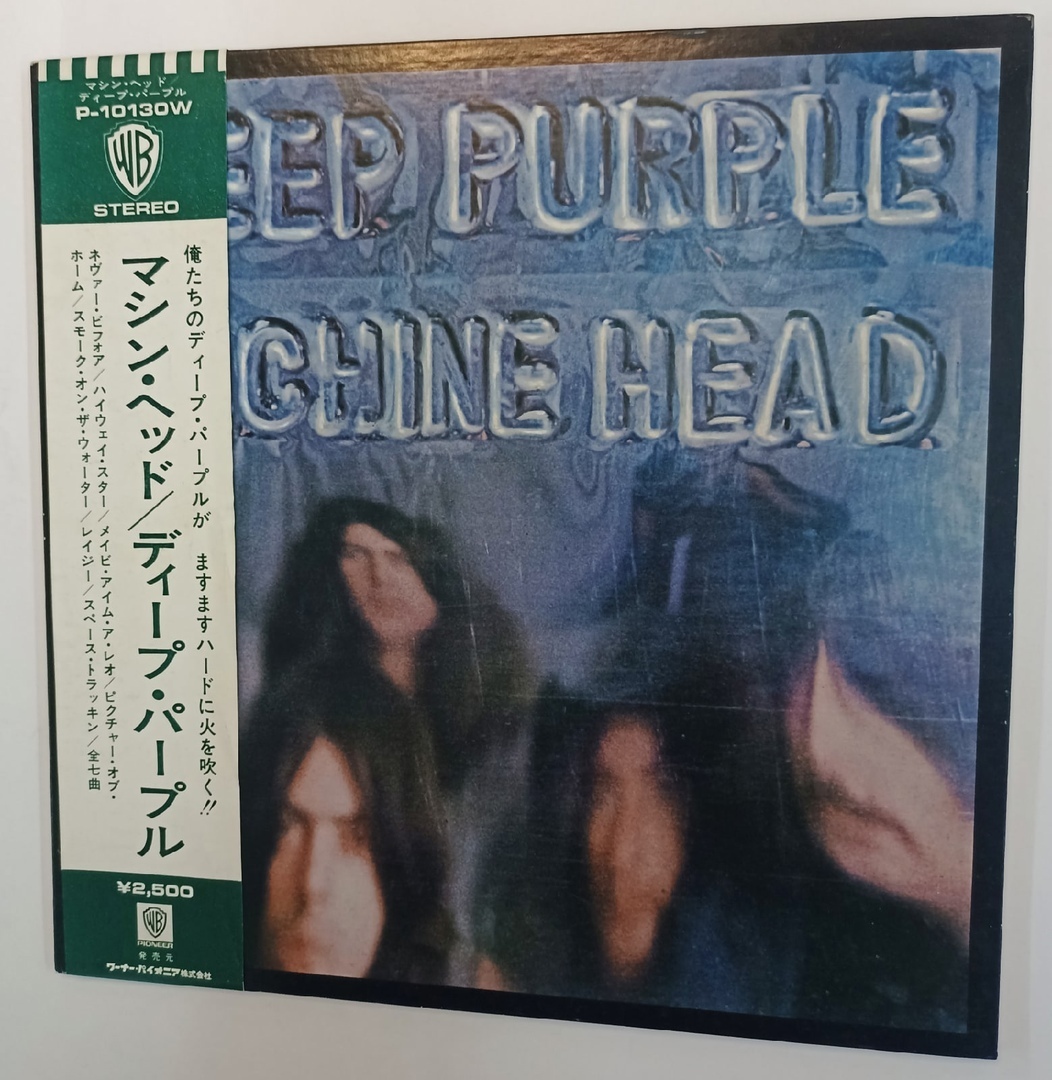 マシン・ヘッド/
ディープ・パープル
P-10130W
WB
STEREO
俺たちのディープ・パープルが ますますハードに火を吹く!!
マシン・ヘッド/ディープ・パープル
ネヴァー・ビフォア/ハイウェイ・スター/メイビ・アイム・ア・レオ/ピクチャー・オブ・
ホーム/スモーク・オン・ザ・ウォーター/レイジー/スペース・トラッキン/全七曲
¥2,500
WB
PIONEER
発売元
ワーナー・パイオニア株式会社
EEP PURPLE
CHINE HEAD